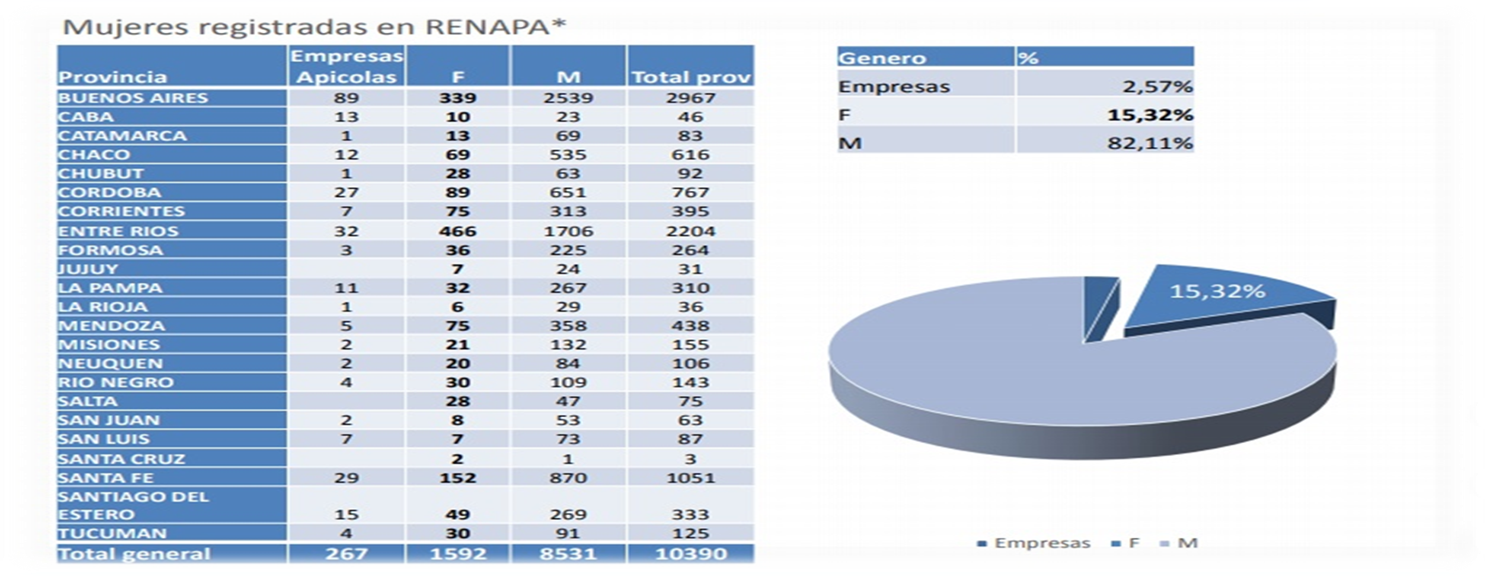 Mujeres registradas en RENAPA*
Provincia Empresas Apicolas F M Total prov
BUENOS AIRES 89 339 2539 2967
CABA 13 10 23 46
CATAMARCA 1 13 69 83
CHACO 12 69 535 616
CHUBUT 1 28 63 92
CORDOBA 27 89 651 767
CORRIENTES 7 75 313 395
ENTRE RIOS 32 466 1706 2204
FORMOSA 3 36 225 264
JUJUY 7 24 31
LA PAMPA 11 32 267 310
LA RIOJA 1 6 29 36
MENDOZA 5 75 358 438
MISIONES 2 21 132 155
NEUQUEN 2 20 84 106
RIO NEGRO 4 30 109 143
SALTA 28 47 75
SAN JUAN 2 8 53 63
SAN LUIS 7 7 73 87
SANTA CRUZ 2 1 3
SANTA FE 29 152 870 1051
SANTIAGO DEL
ESTERO 15 49 269 333
TUCUMAN 4 30 91 125
Total general 267 1592 8531 10390
Genero %
Empresas 2,57%
F 15,32%
M 82,11%
15,32%
Empresas F M